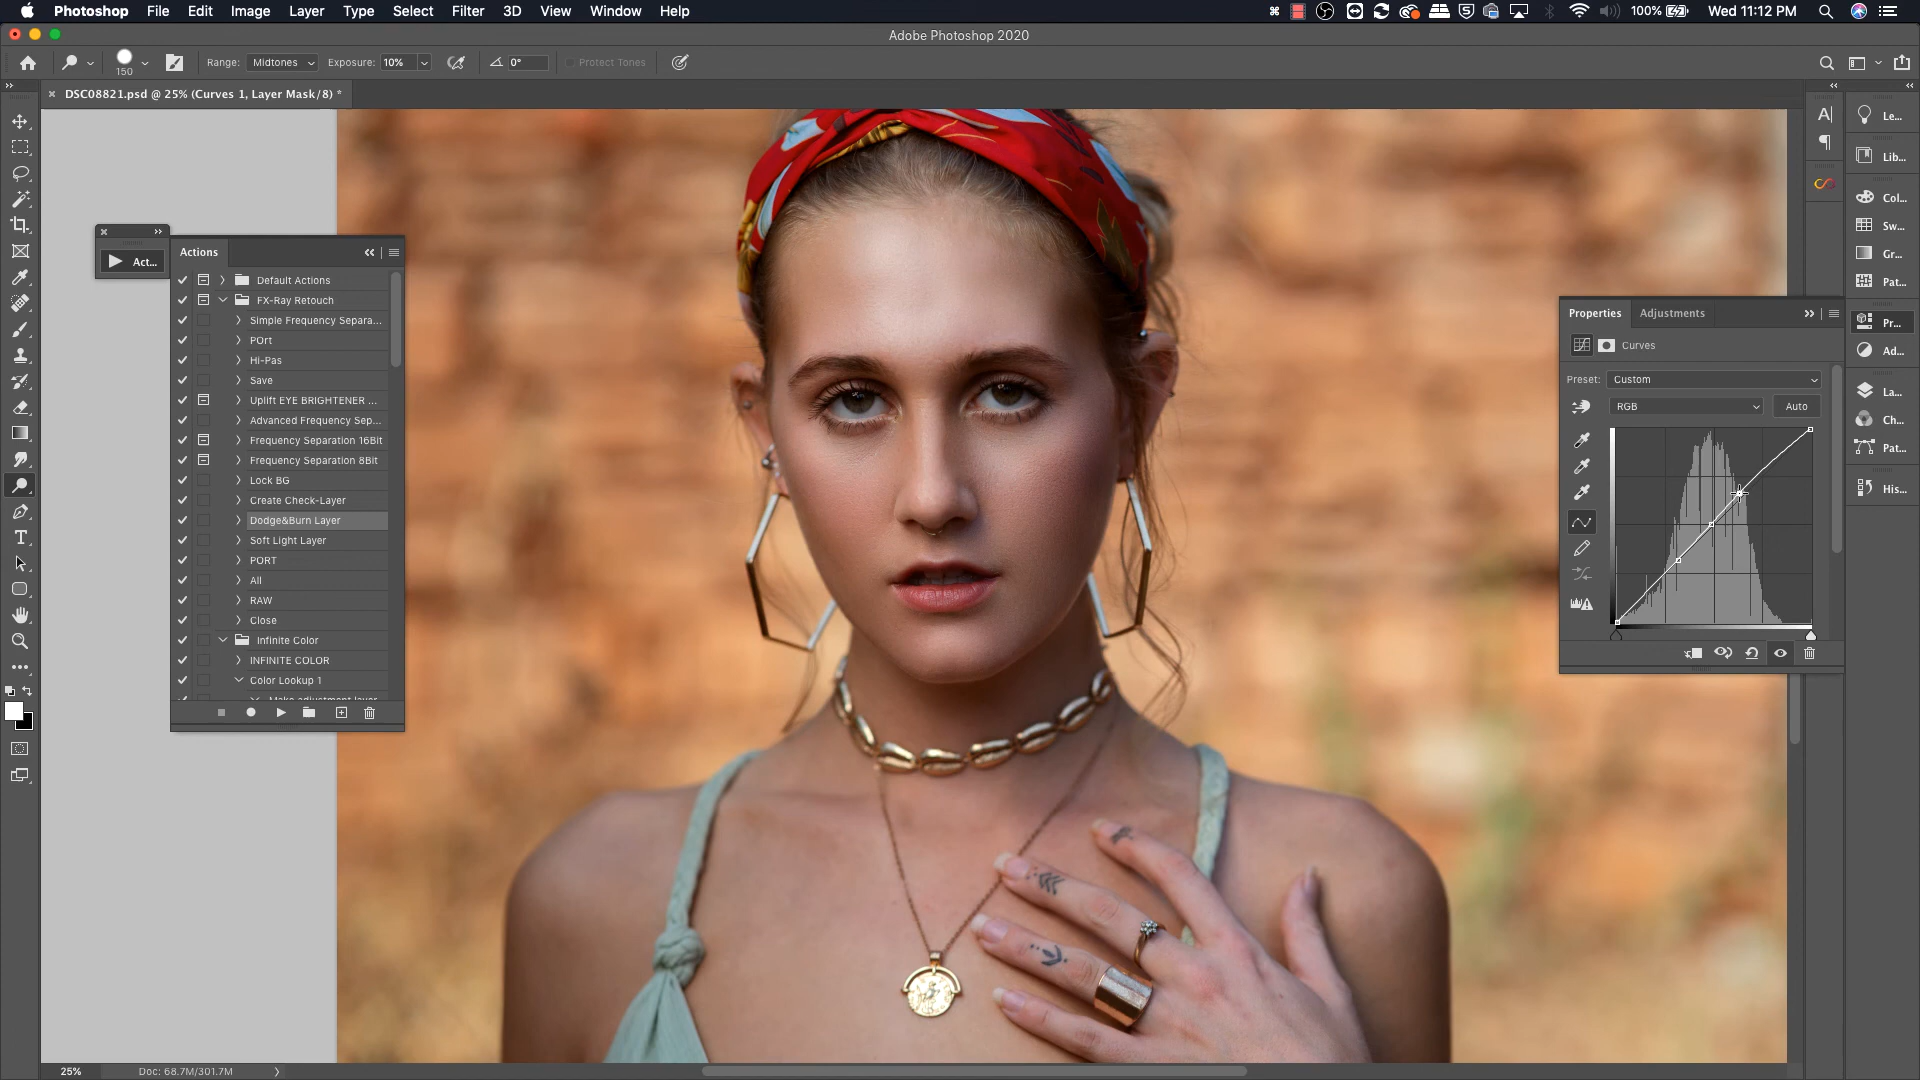 Photoshop File Edit Image Layer Type Select Filter 3D View Window Help 100% Wed 11:12 PM
Adobe Photoshop 2020
150 Range: Midtones Exposure: 10% 0° Protect Tones
DSC08821.psd @ 25% (Curves 1, Layer Mask/8) *
Act...
Actions
Default Actions
FX-Ray Retouch
Simple Frequency Separa...
POrt
Hi-Pas
Save
Uplift EYE BRIGHTENER ...
Advanced Frequency Sep...
Frequency Separation 16Bit
Frequency Separation 8Bit
Lock BG
Create Check-Layer
Dodge&Burn Layer
Soft Light Layer
PORT
All
RAW
Close
Infinite Color
INFINITE COLOR
Color Lookup 1
Make adjustment layer
Properties Adjustments
Curves
Preset: Custom
RGB Auto
Le...
Lib...
Col...
Sw...
Gr...
Pat...
Pr...
Ad...
La...
Ch...
Pat...
His...
25% Doc: 68.7M/301.7M